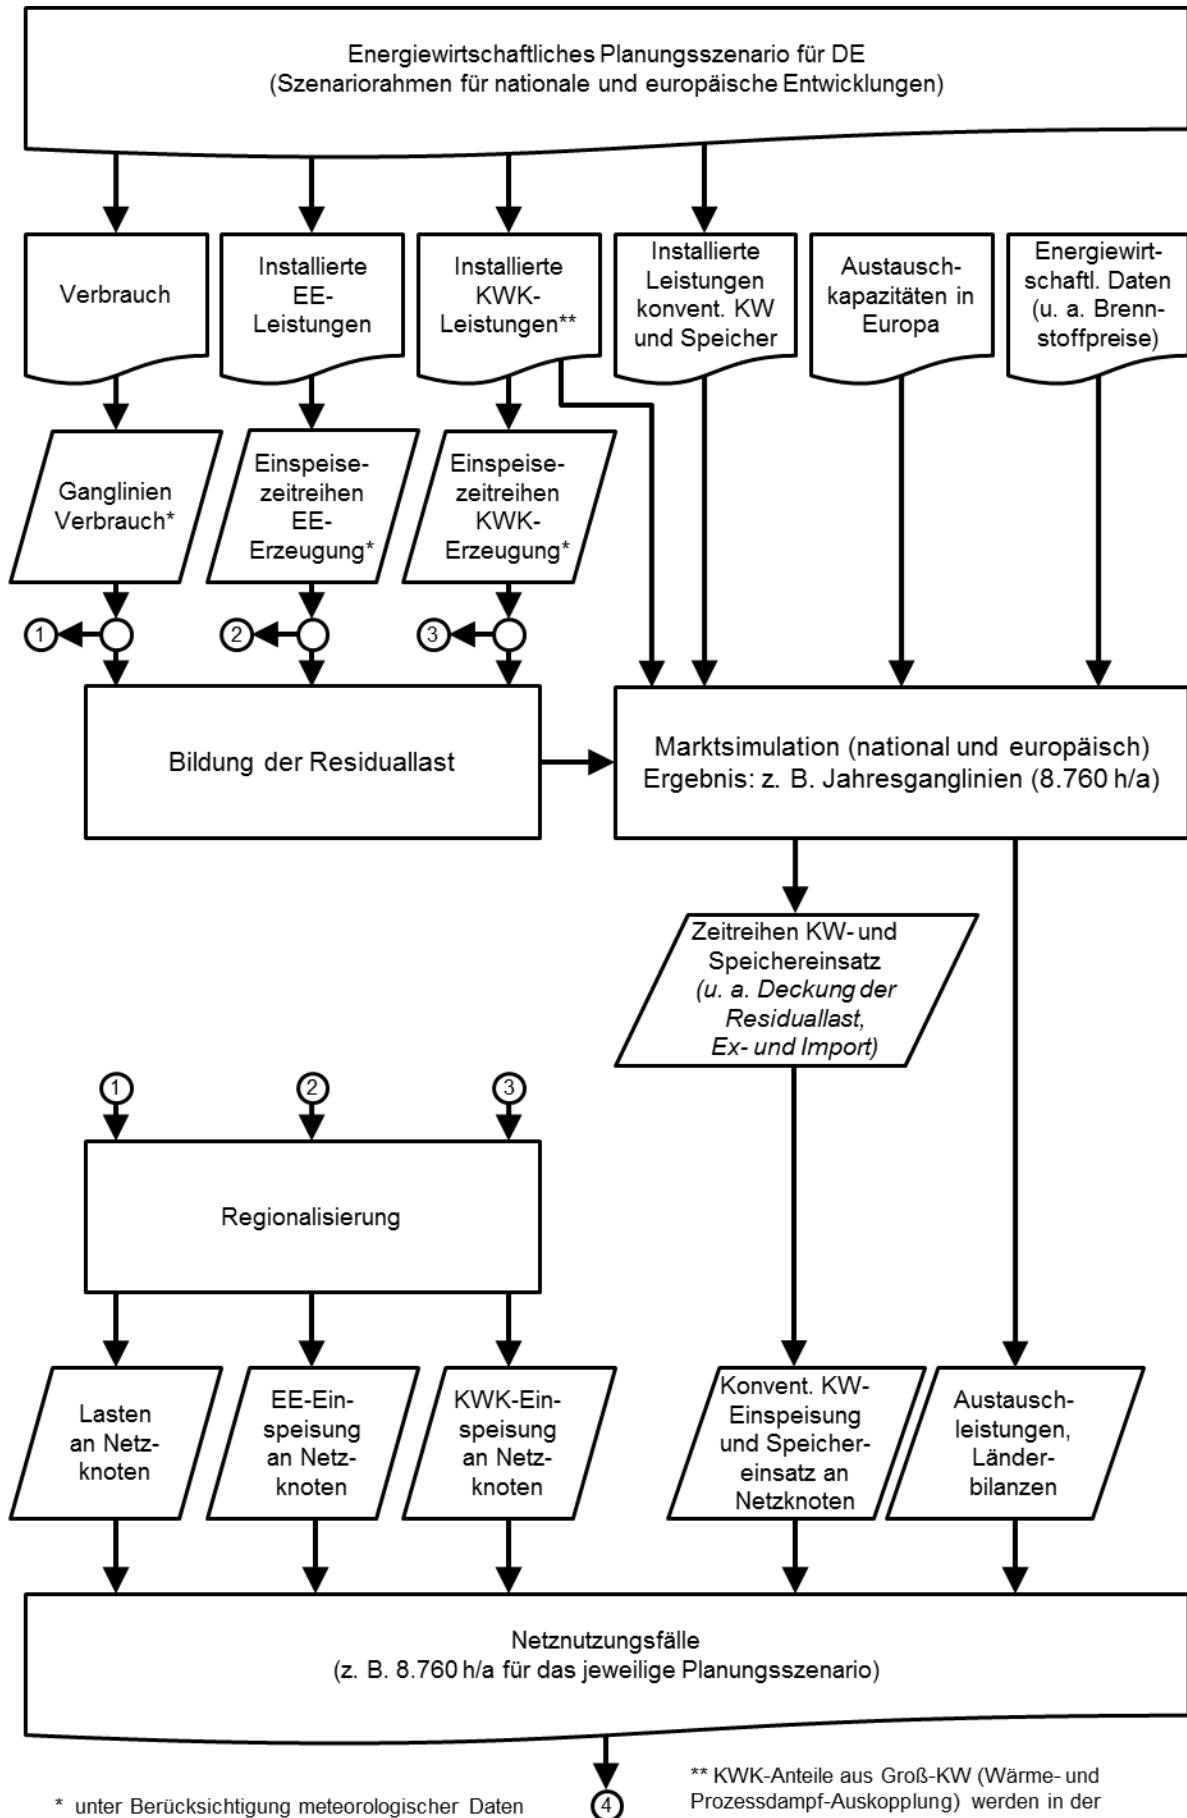 Energiewirtschaftliches Planungsszenario für DE
(Szenariorahmen für nationale und europäische Entwicklungen)
Verbrauch
Installierte
EE-
Leistungen
Installierte
KWK-
Leistungen**
Installierte
Leistungen
konvent. KW
und Speicher
Austausch-
kapazitäten in
Europa
Energiewirt-
schaftl. Daten
(u. a. Brenn-
stoffpreise)
Ganglinien
Verbrauch*
Einspeise-
zeitreihen
EE-
Erzeugung*
Einspeise-
zeitreihen
KWK-
Erzeugung*
1
2
3
Bildung der Residuallast
Marktsimulation (national und europäisch)
Ergebnis: z. B. Jahresganglinien (8.760 h/a)
Zeitreihen KW- und
Speichereinsatz
(u. a. Deckung der
Residuallast,
Ex- und Import)
1
2
3
Regionalisierung
Lasten
an Netz-
knoten
EE-Ein-
speisung
an Netz-
knoten
KWK-Ein-
speisung
an Netz-
knoten
Konvent. KW-
Einspeisung
und Speicher-
einsatz an
Netzknoten
Austausch-
leistungen,
Länder-
bilanzen
Netznutzungsfälle
(z. B. 8.760 h/a für das jeweilige Planungsszenario)
* unter Berücksichtigung meteorologischer Daten
4
** KWK-Anteile aus Groß-KW (Wärme- und
Prozessdampf-Auskopplung) werden in der